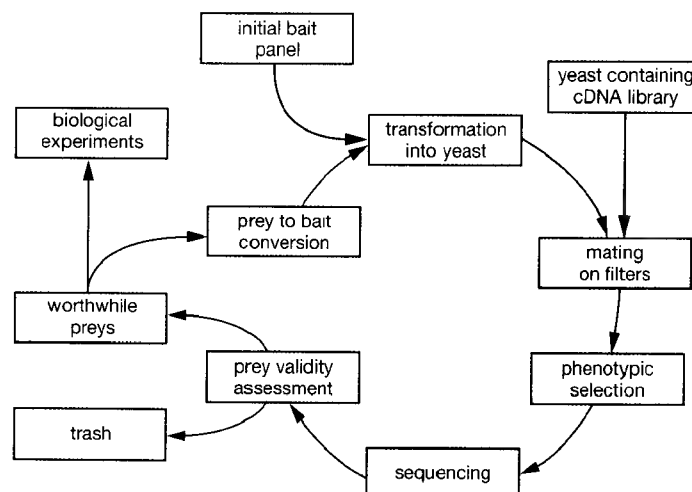 initial bait
panel
yeast containing
cDNA library
biological
experiments
transformation
into yeast
prey to bait
conversion
mating
on filters
worthwhile
preys
prey validity
assessment
phenotypic
selection
trash
sequencing